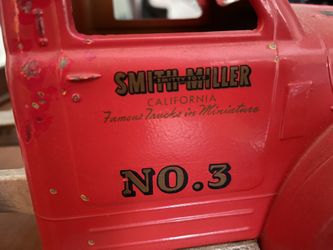 SMITH-MILLER
CALIFORNIA
Famous Trucks in Miniature
NO.3